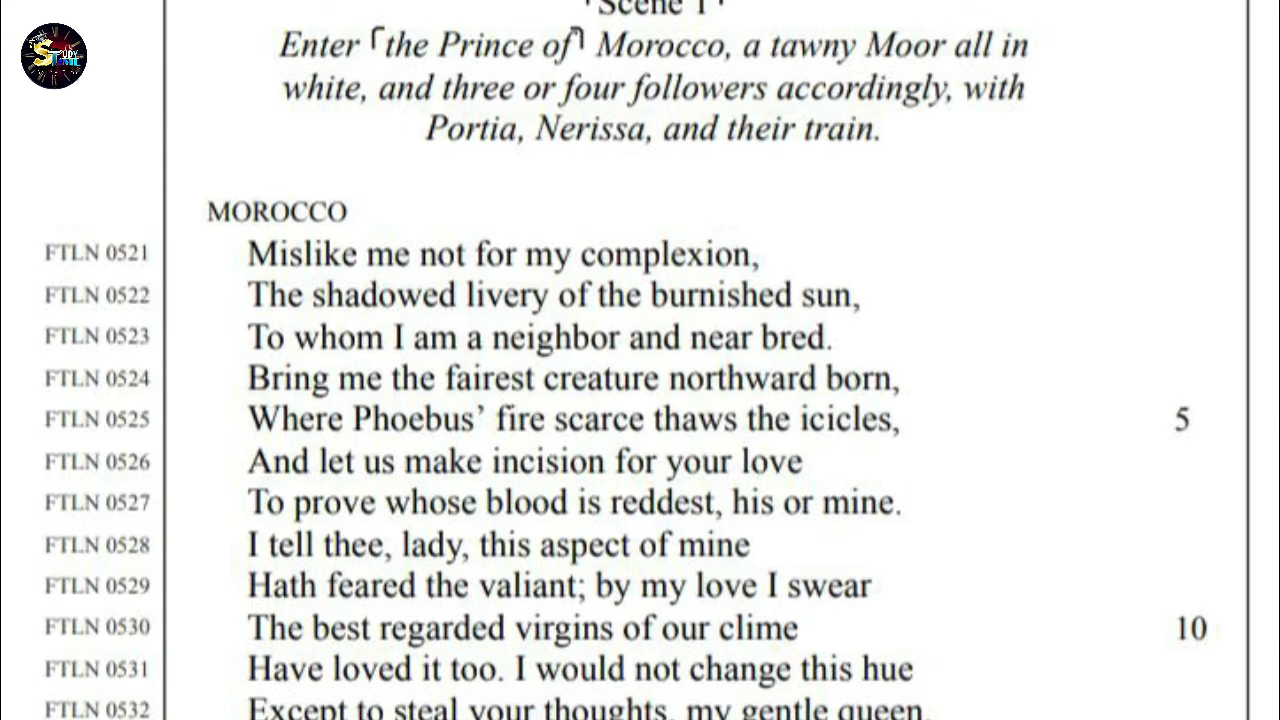 ⌜Scene 1⌝
Enter ⌜the Prince of⌝ Morocco, a tawny Moor all in
white, and three or four followers accordingly, with
Portia, Nerissa, and their train.
MOROCCO
FTLN 0521 Mislike me not for my complexion,
FTLN 0522 The shadowed livery of the burnished sun,
FTLN 0523 To whom I am a neighbor and near bred.
FTLN 0524 Bring me the fairest creature northward born,
FTLN 0525 Where Phoebus’ fire scarce thaws the icicles, 5
FTLN 0526 And let us make incision for your love
FTLN 0527 To prove whose blood is reddest, his or mine.
FTLN 0528 I tell thee, lady, this aspect of mine
FTLN 0529 Hath feared the valiant; by my love I swear
FTLN 0530 The best regarded virgins of our clime 10
FTLN 0531 Have loved it too. I would not change this hue
FTLN 0532 Except to steal your thoughts, my gentle queen.